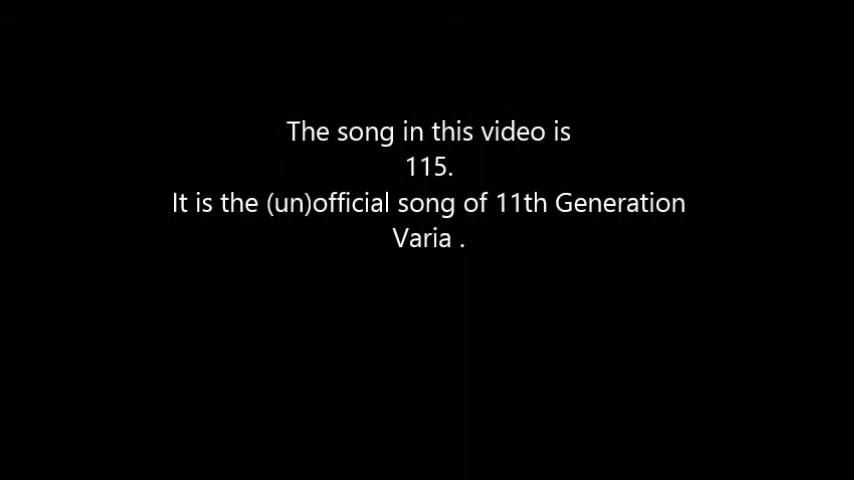 The song in this video is
115.
It is the (un)official song of 11th Generation
Varia .